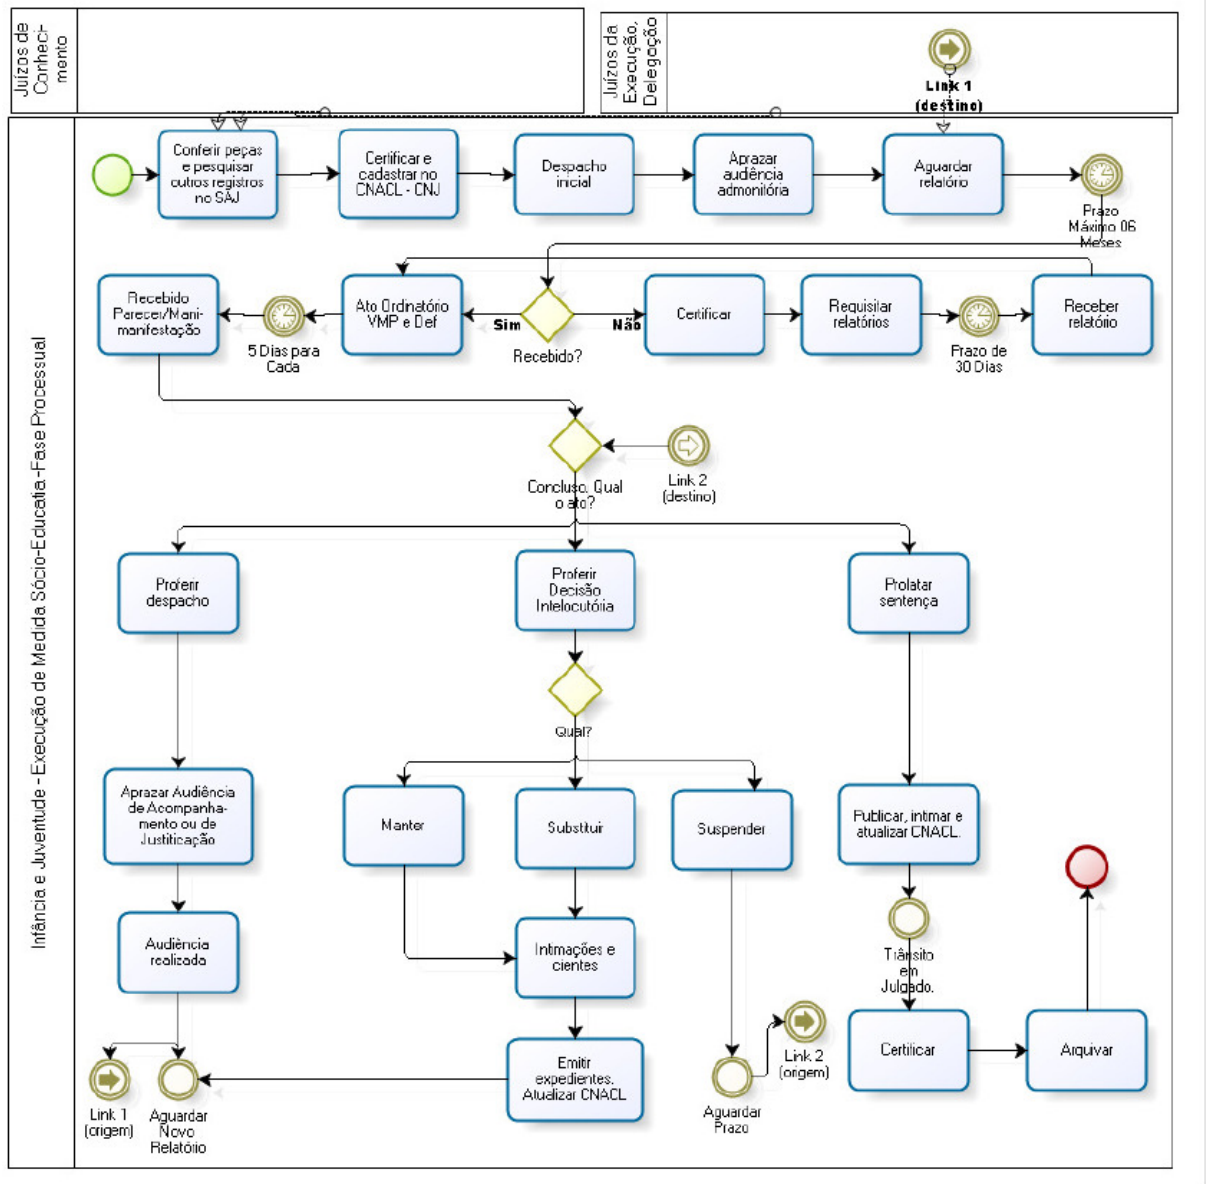 Juízos de
Conheci-
mento
Juízos da
Execução,
Delegação
Link 1
(destino)
Infância e Juventude - Execução de Medida Sócio-Educatia-Fase Processual
Conferir peças
e pesquisar
outros registros
no SAJ
Certificar e
cadastrar no
CNACL - CNJ
Despacho
inicial
Aprazar
audiência
admonitória
Aguardar
relatório
Prazo
Máximo 06
Meses
Recebido
Parecer/Mani-
manifestação
5 Dias para
Cada
Ato Ordinatório
VMP e Def
Sim
Recebido?
Não
Certificar
Requisitar
relatórios
Prazo de
30 Dias
Receber
relatório
Concluso. Qual
o ato?
Link 2
(destino)
Proferir
despacho
Proferir
Decisão
Intelocutória
Prolatar
sentença
Qual?
Aprazar Audiência
de Acompanha-
mento ou de
Justificação
Manter
Substituir
Suspender
Publicar, intimar e
atualizar CNACL.
Audiência
realizada
Intimações e
cientes
Trânsito
em
Julgado.
Link 1
(origem)
Aguardar
Novo
Relatório
Emitir
expedientes.
Atualizar CNACL
Aguardar
Prazo
Link 2
(origem)
Certificar
Arquivar